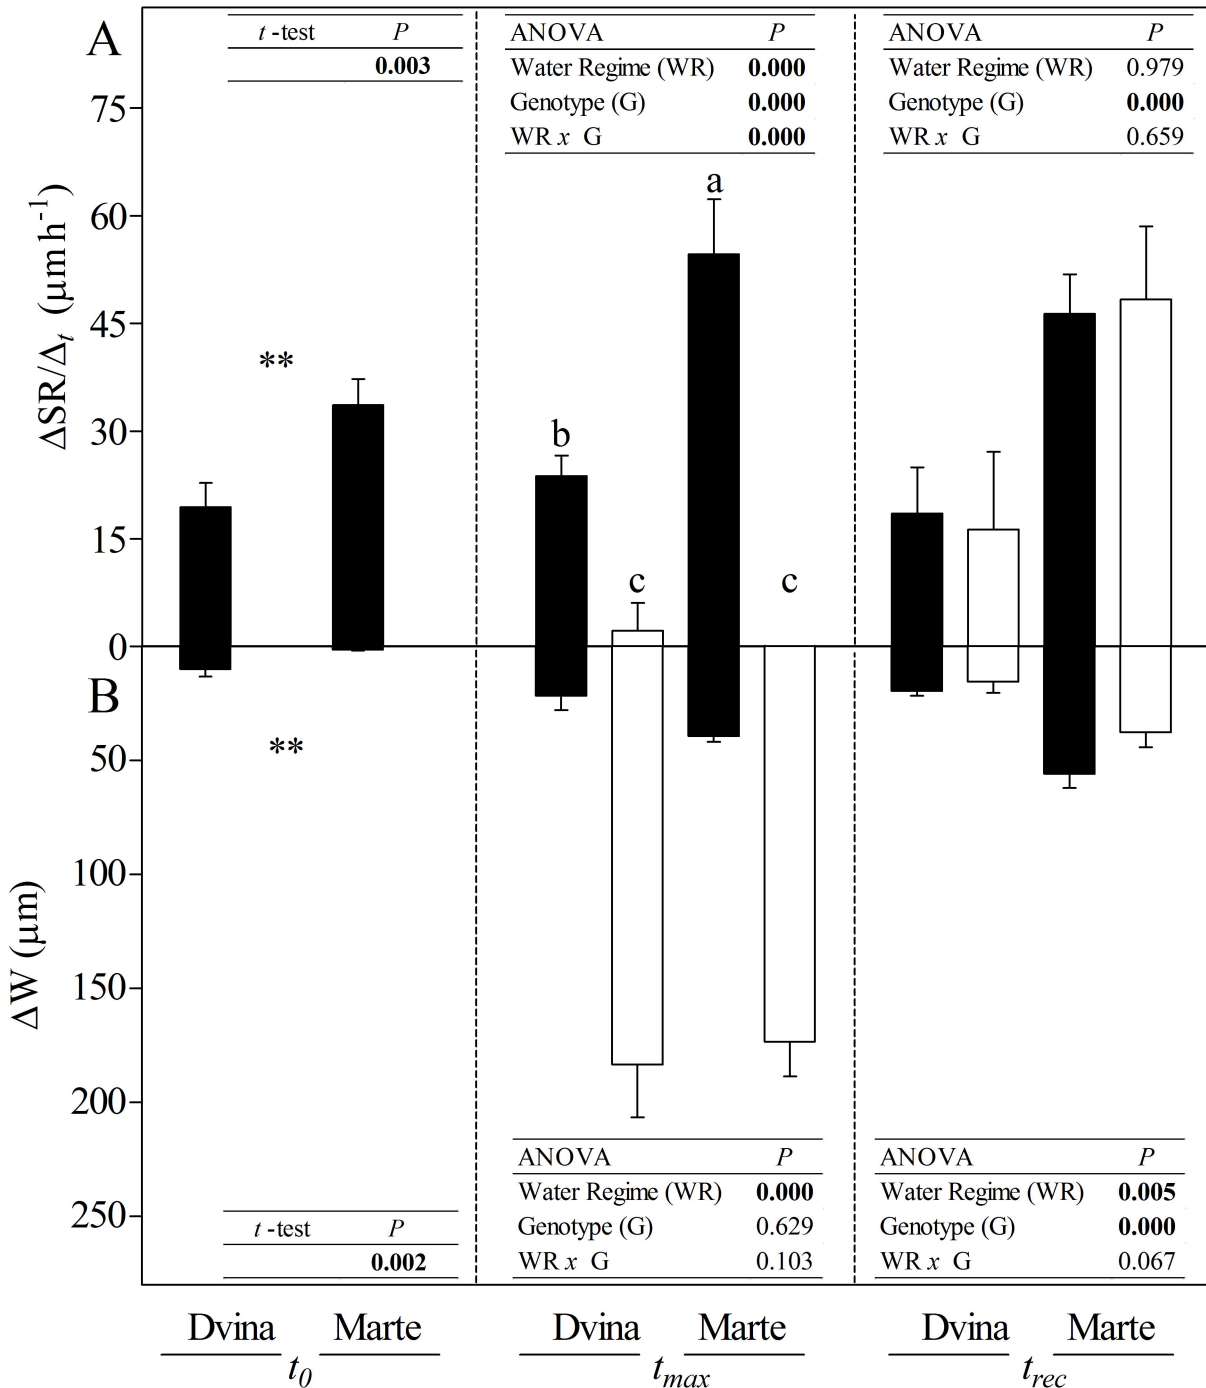 A
t -test P
0.003
ANOVA P
Water Regime (WR) 0.000
Genotype (G) 0.000
WR x G 0.000
ANOVA P
Water Regime (WR) 0.979
Genotype (G) 0.000
WR x G 0.659
ΔSR/Δt (μm h⁻¹)
75
60
45
30
15
0
**
b
c
a
c
B
**
ΔW (μm)
50
100
150
200
250
t -test P
0.002
ANOVA P
Water Regime (WR) 0.000
Genotype (G) 0.629
WR x G 0.103
ANOVA P
Water Regime (WR) 0.005
Genotype (G) 0.000
WR x G 0.067
Dvina Marte Dvina Marte Dvina Marte
t0 tmax trec